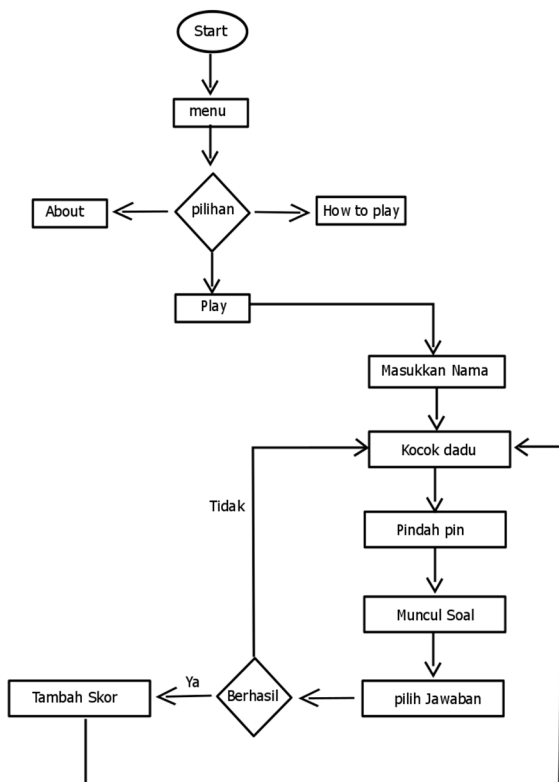 Start
menu
pilihan
About
How to play
Play
Masukkan Nama
Kocok dadu
Tidak
Pindah pin
Muncul Soal
pilih Jawaban
Berhasil
Ya
Tambah Skor